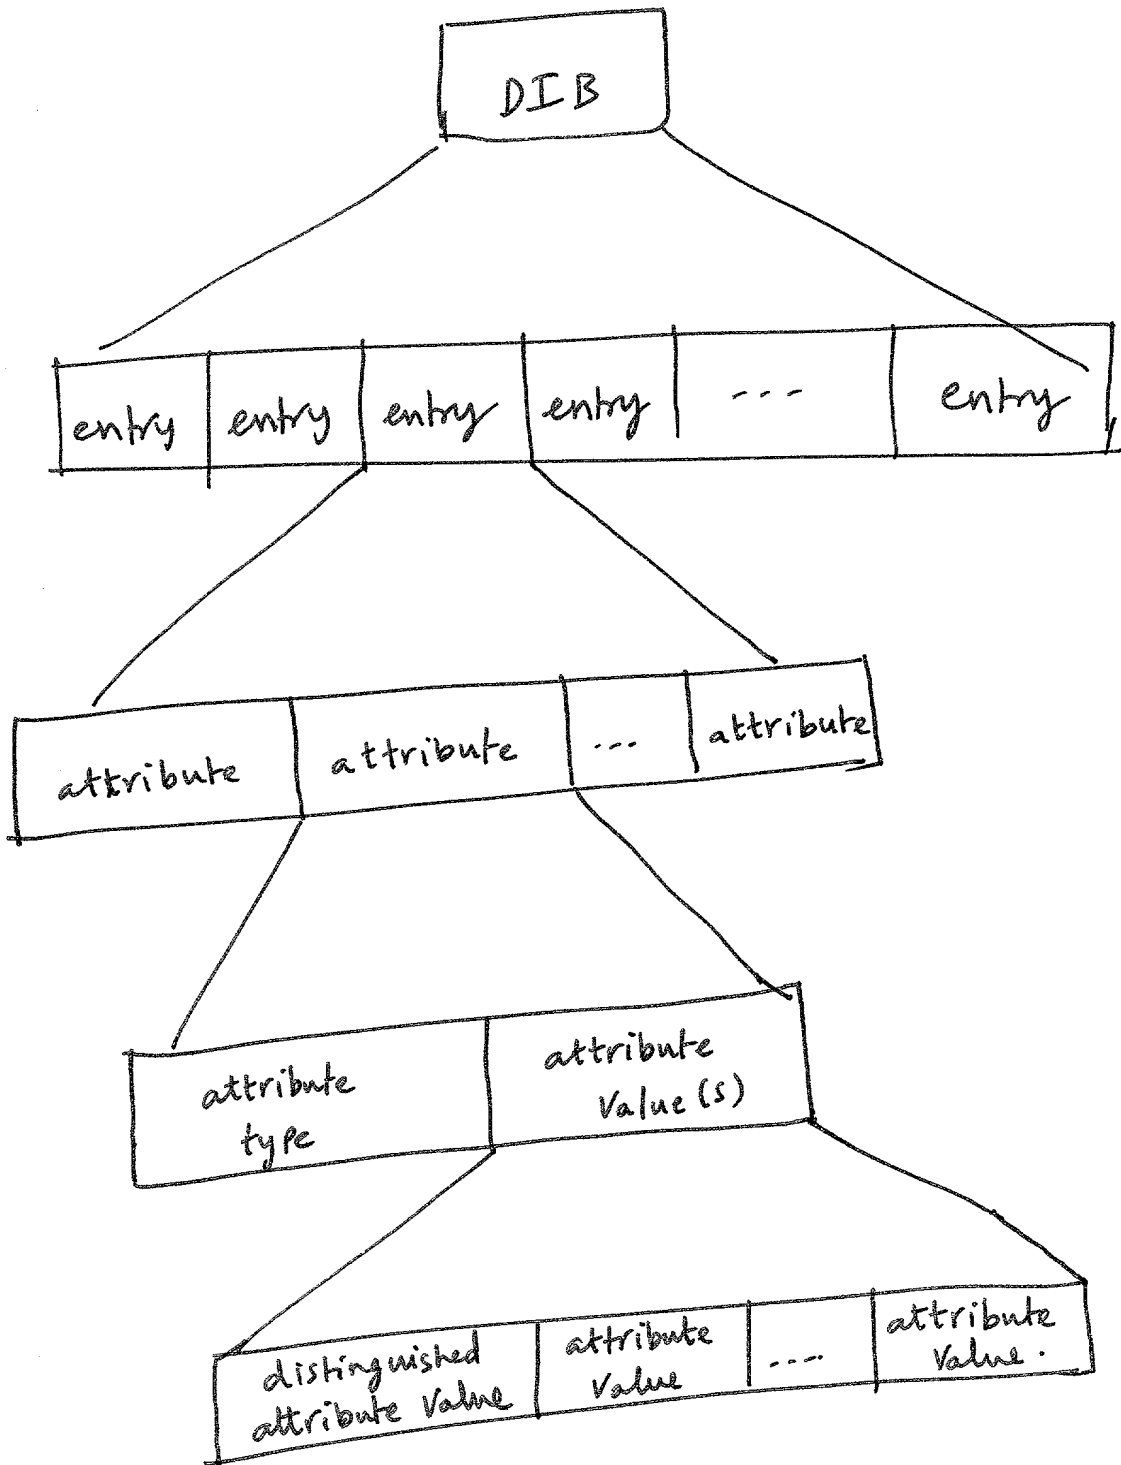 DIB
entry entry entry entry --- entry
attribute attribute ... attribute
attribute type
attribute value(s)
distinguished attribute value
attribute value
....
attribute value.